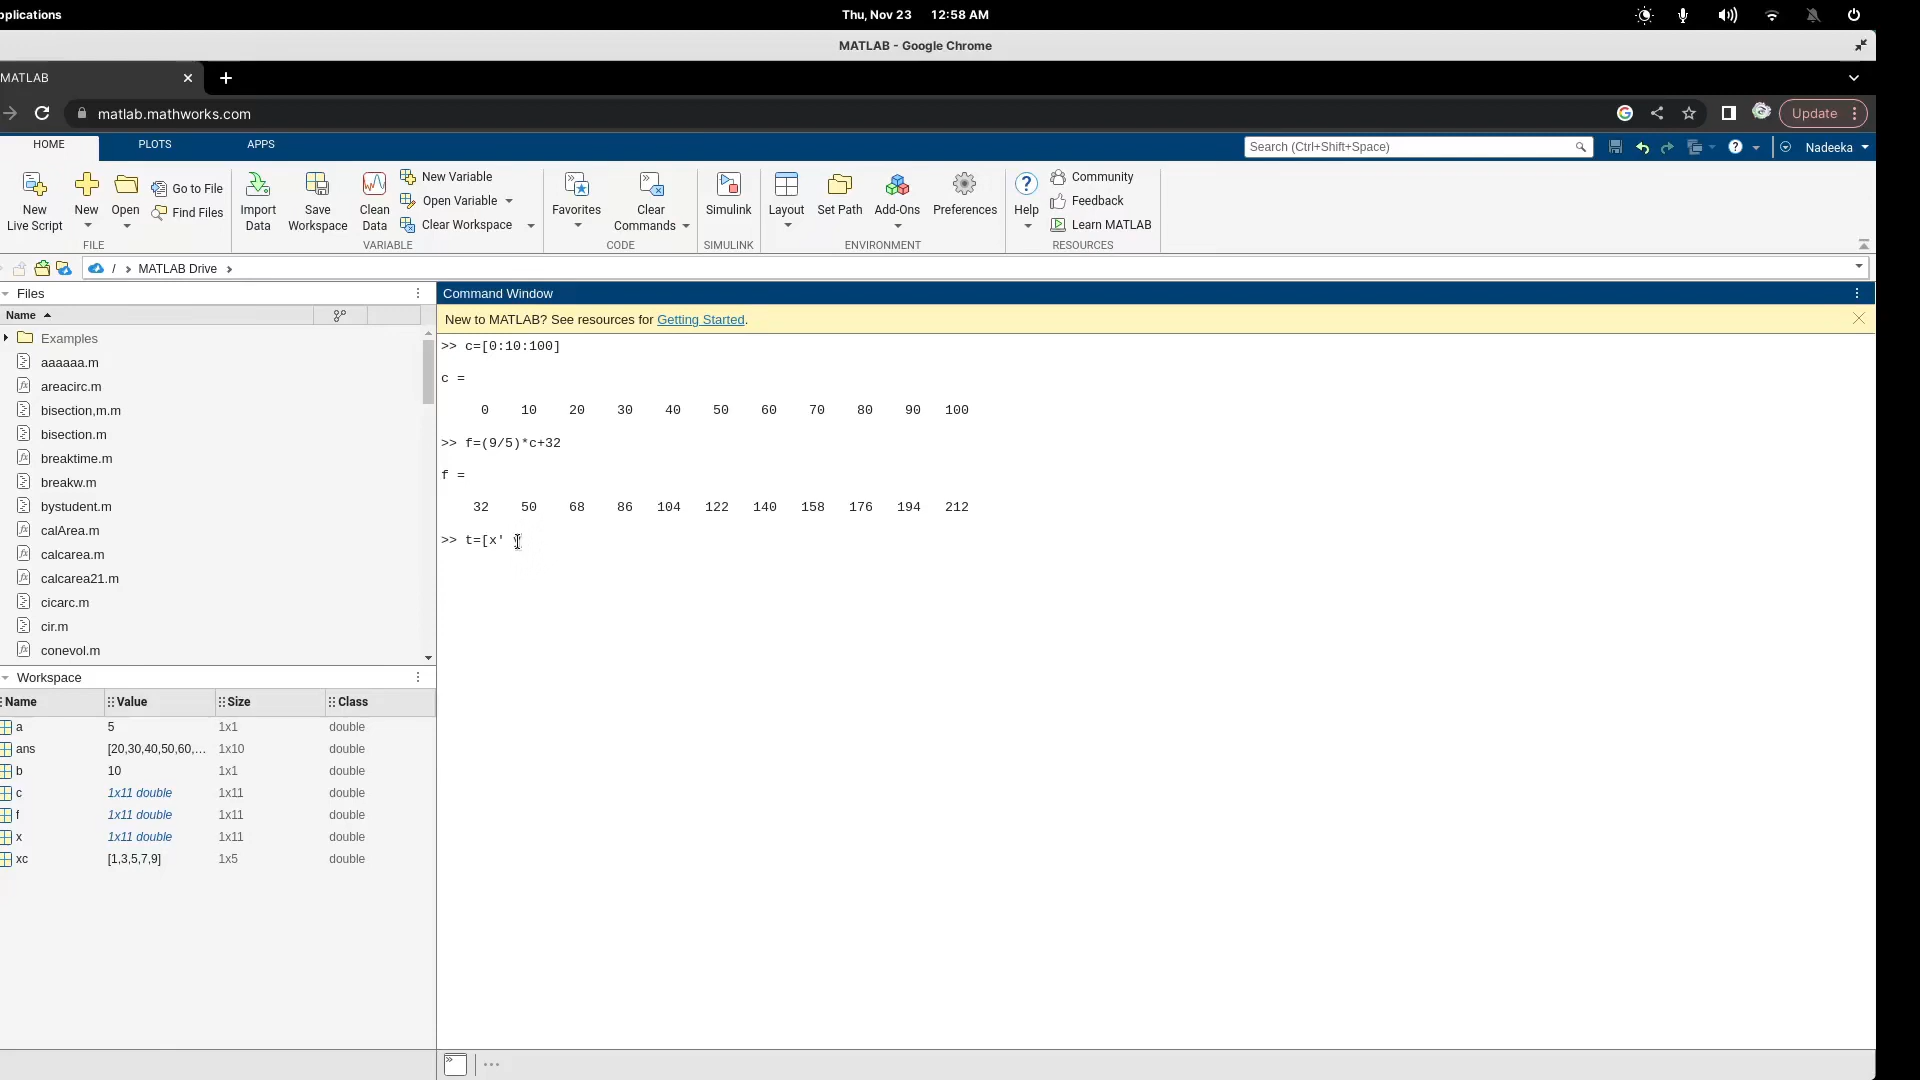 pplications
Thu, Nov 23 12:58 AM
MATLAB - Google Chrome
MATLAB
matlab.mathworks.com
Update
HOME PLOTS APPS
Search (Ctrl+Shift+Space)
Nadeeka
New Live Script
New
Open
Go to File
Find Files
FILE
Import Data
Save Workspace
Clean Data
New Variable
Open Variable
Clear Workspace
VARIABLE
Favorites
Clear Commands
CODE
Simulink
SIMULINK
Layout
Set Path
Add-Ons
Preferences
ENVIRONMENT
Help
Community
Feedback
Learn MATLAB
RESOURCES
/ > MATLAB Drive >
Files
Name
Examples
aaaaaa.m
areacirc.m
bisection,m.m
bisection.m
breaktime.m
breakw.m
bystudent.m
calArea.m
calcarea.m
calcarea21.m
cicarc.m
cir.m
conevol.m
Workspace
Name Value Size Class
a 5 1x1 double
ans [20,30,40,50,60,... 1x10 double
b 10 1x1 double
c 1x11 double 1x11 double
f 1x11 double 1x11 double
x 1x11 double 1x11 double
xc [1,3,5,7,9] 1x5 double
Command Window
New to MATLAB? See resources for Getting Started.
>> c=[0:10:100]
c =
0 10 20 30 40 50 60 70 80 90 100
>> f=(9/5)*c+32
f =
32 50 68 86 104 122 140 158 176 194 212
>> t=[x'